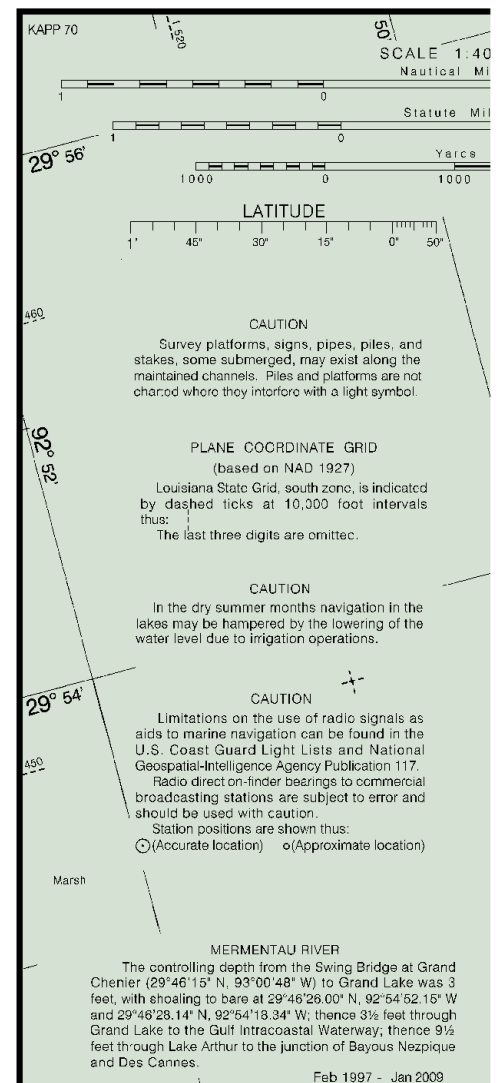 KAPP 70
1 520
50'
SCALE 1:40
Nautical Mi
1 0
Statute Mil
1 0
29° 56'
Yarcs
1000 0 1000
LATITUDE
1' 45" 30" 15" 0" 50"
460
CAUTION
Survey platforms, signs, pipes, piles, and
stakes, some submerged, may exist along the
maintained channels. Piles and platforms are not
charted where they interfere with a light symbol.
92° 52'
PLANE COORDINATE GRID
(based on NAD 1927)
Louisiana State Grid, south zone, is indicated
by dashed ticks at 10,000 foot intervals
thus:
The last three digits are omitted.
CAUTION
In the dry summer months navigation in the
lakes may be hampered by the lowering of the
water level due to irrigation operations.
29° 54'
CAUTION
Limitations on the use of radio signals as
aids to marine navigation can be found in the
U.S. Coast Guard Light Lists and National
Geospatial-Intelligence Agency Publication 117.
450
Radio direction-finder bearings to commercial
broadcasting stations are subject to error and
should be used with caution.
Station positions are shown thus:
(Accurate location) o(Approximate location)
Marsh
MERMENTAU RIVER
The controlling depth from the Swing Bridge at Grand
Chenier (29°46'15" N, 93°00'48" W) to Grand Lake was 3
feet, with shoaling to bare at 29°46'26.00" N, 92°54'52.15" W
and 29°46'28.14" N, 92°54'18.34" W; thence 3½ feet through
Grand Lake to the Gulf Intracoastal Waterway; thence 9½
feet through Lake Arthur to the junction of Bayous Nezpique
and Des Cannes.
Feb 1997 - Jan 2009